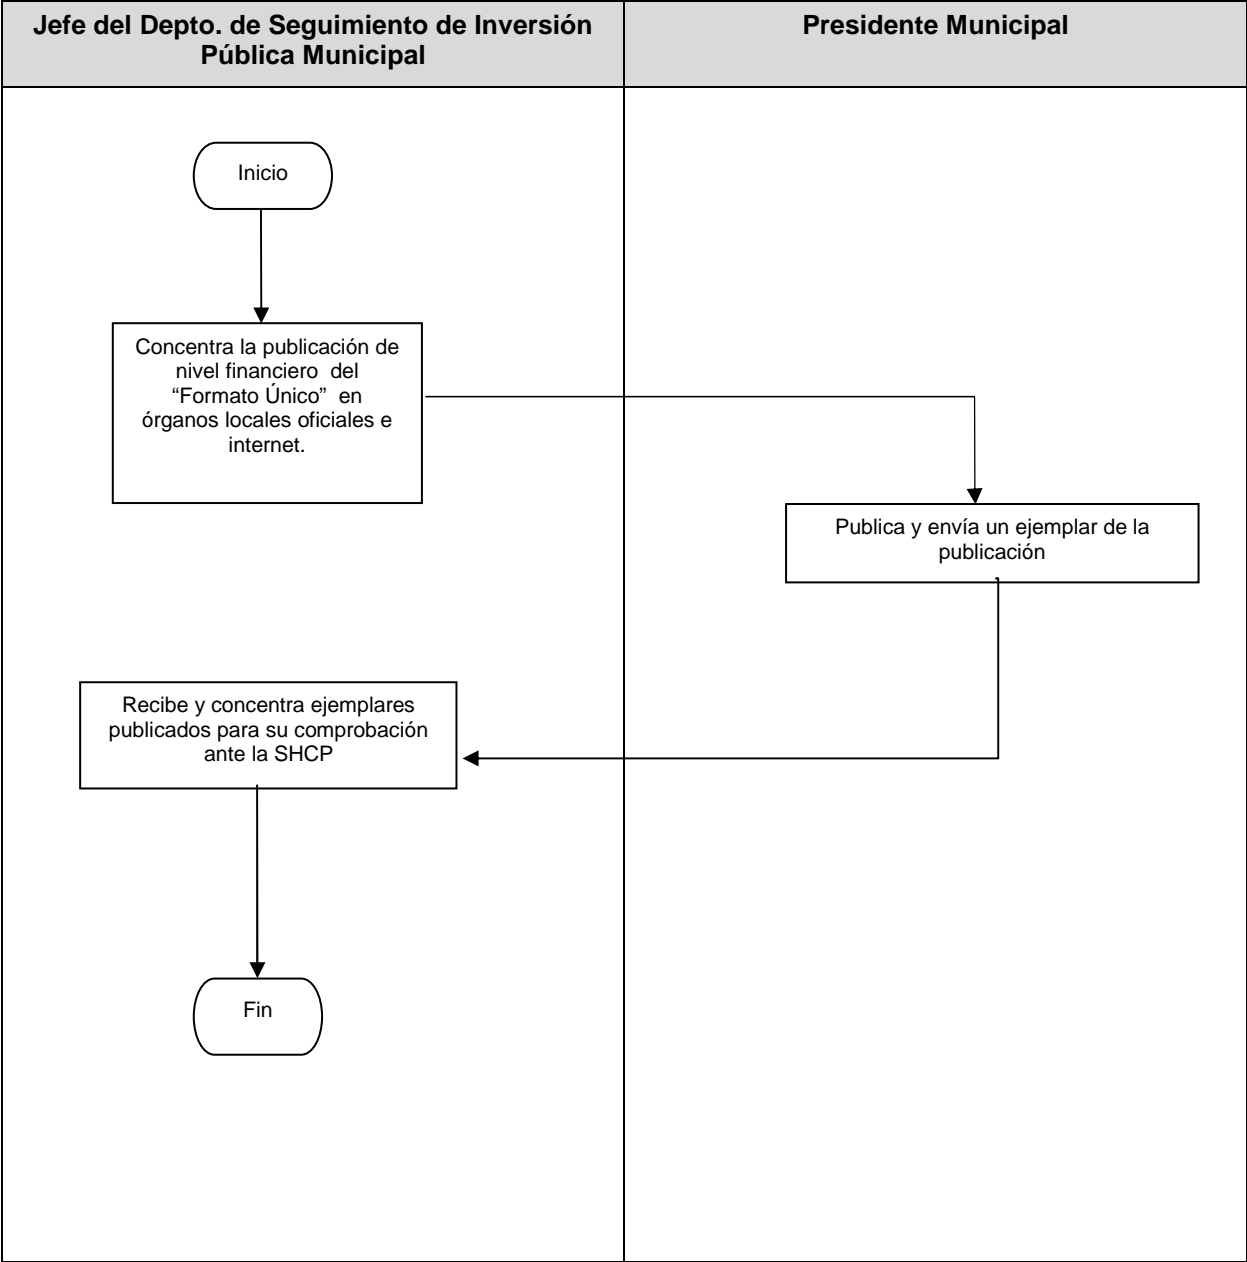 Jefe del Depto. de Seguimiento de Inversión
Pública Municipal
Presidente Municipal
Inicio
Concentra la publicación de
nivel financiero  del
“Formato Único”  en
órganos locales oficiales e
internet.
Publica y envía un ejemplar de la
publicación
Recibe y concentra ejemplares
publicados para su comprobación
ante la SHCP
Fin